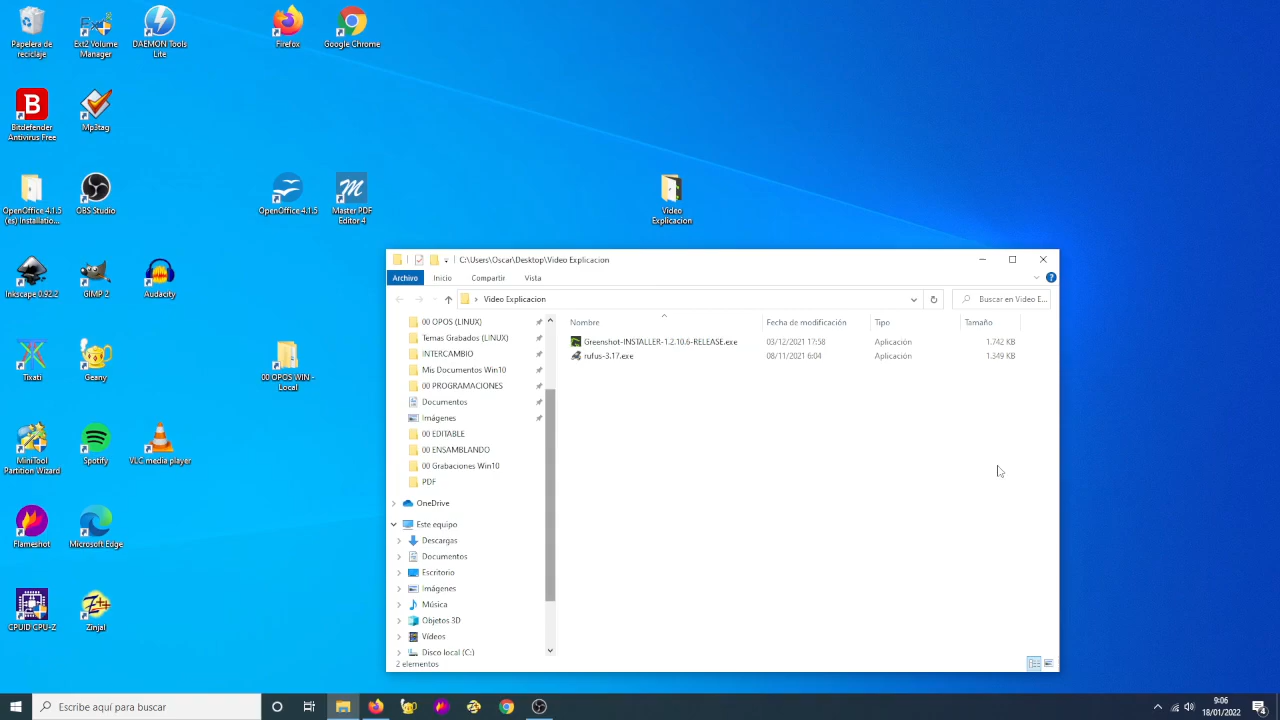 Papelera de
reciclaje
Ext2 Volume
Manager
DAEMON Tools
Lite
Firefox
Google Chrome
Bitdefender
Antivirus Free
Mp3tag
OpenOffice 4.1.5
(es) Installatio...
OBS Studio
OpenOffice 4.1.5
Master PDF
Editor 4
Video
Explicacion
Inkscape 0.92.2
GIMP 2
Audacity
Tixati
Geany
00 OPOS WIN -
Local
MiniTool
Partition Wizard
Spotify
VLC media player
Flameshot
Microsoft Edge
CPUID CPU-Z
Zinjal
C:\Users\Oscar\Desktop\Video Explicacion
Archivo Inicio Compartir Vista
Video Explicacion Buscar en Video E...
Nombre Fecha de modificación Tipo Tamaño
Greenshot-INSTALLER-1.2.10.6-RELEASE.exe 03/12/2021 17:58 Aplicación 1.742 KB
rufus-3.17.exe 08/11/2021 6:04 Aplicación 1.349 KB
00 OPOS (LINUX)
Temas Grabados (LINUX)
INTERCAMBIO
Mis Documentos Win10
00 PROGRAMACIONES
Documentos
Imágenes
00 EDITABLE
00 ENSAMBLANDO
00 Grabaciones Win10
PDF
OneDrive
Este equipo
Descargas
Documentos
Escritorio
Imágenes
Música
Objetos 3D
Vídeos
Disco local (C:)
2 elementos
Escribe aquí para buscar
9:06
18/01/2022
4